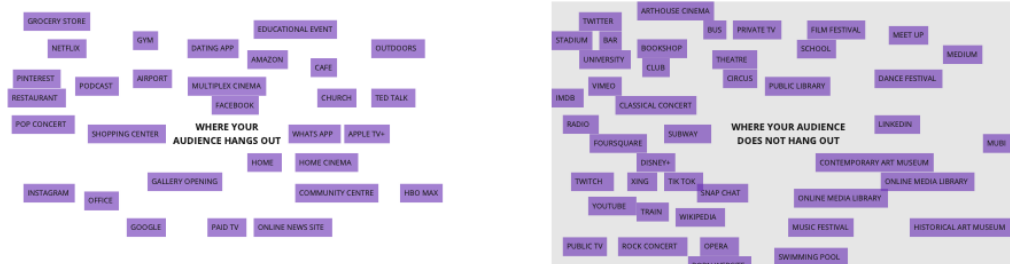 GROCERY STORE
EDUCATIONAL EVENT
NETFLIX
GYM
DATING APP
OUTDOORS
AMAZON
CAFE
PINTEREST
PODCAST
AIRPORT
MULTIPLEX CINEMA
RESTAURANT
FACEBOOK
CHURCH
TED TALK
POP CONCERT
SHOPPING CENTER
WHERE YOUR
AUDIENCE HANGS OUT
WHATS APP
APPLE TV+
HOME
HOME CINEMA
GALLERY OPENING
INSTAGRAM
OFFICE
COMMUNITY CENTRE
HBO MAX
GOOGLE
PAID TV
ONLINE NEWS SITE
ARTHOUSE CINEMA
TWITTER
BUS
PRIVATE TV
FILM FESTIVAL
MEET UP
STADIUM
BAR
BOOKSHOP
SCHOOL
MEDIUM
UNIVERSITY
CLUB
THEATRE
CIRCUS
DANCE FESTIVAL
VIMEO
PUBLIC LIBRARY
IMDB
CLASSICAL CONCERT
RADIO
SUBWAY
WHERE YOUR AUDIENCE
DOES NOT HANG OUT
LINKEDIN
FOURSQUARE
MUBI
DISNEY+
CONTEMPORARY ART MUSEUM
TWITCH
XING
TIK TOK
SNAP CHAT
ONLINE MEDIA LIBRARY
ONLINE MEDIA LIBRARY
YOUTUBE
TRAIN
WIKIPEDIA
MUSIC FESTIVAL
HISTORICAL ART MUSEUM
PUBLIC TV
ROCK CONCERT
OPERA
SWIMMING POOL